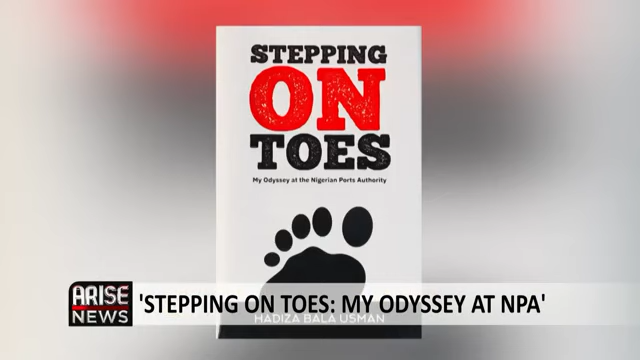 STEPPING
ON
TOES
My Odyssey at the Nigerian Ports Authority
ARISE
NEWS
'STEPPING ON TOES: MY ODYSSEY AT NPA'
HADIZA BALA USMAN